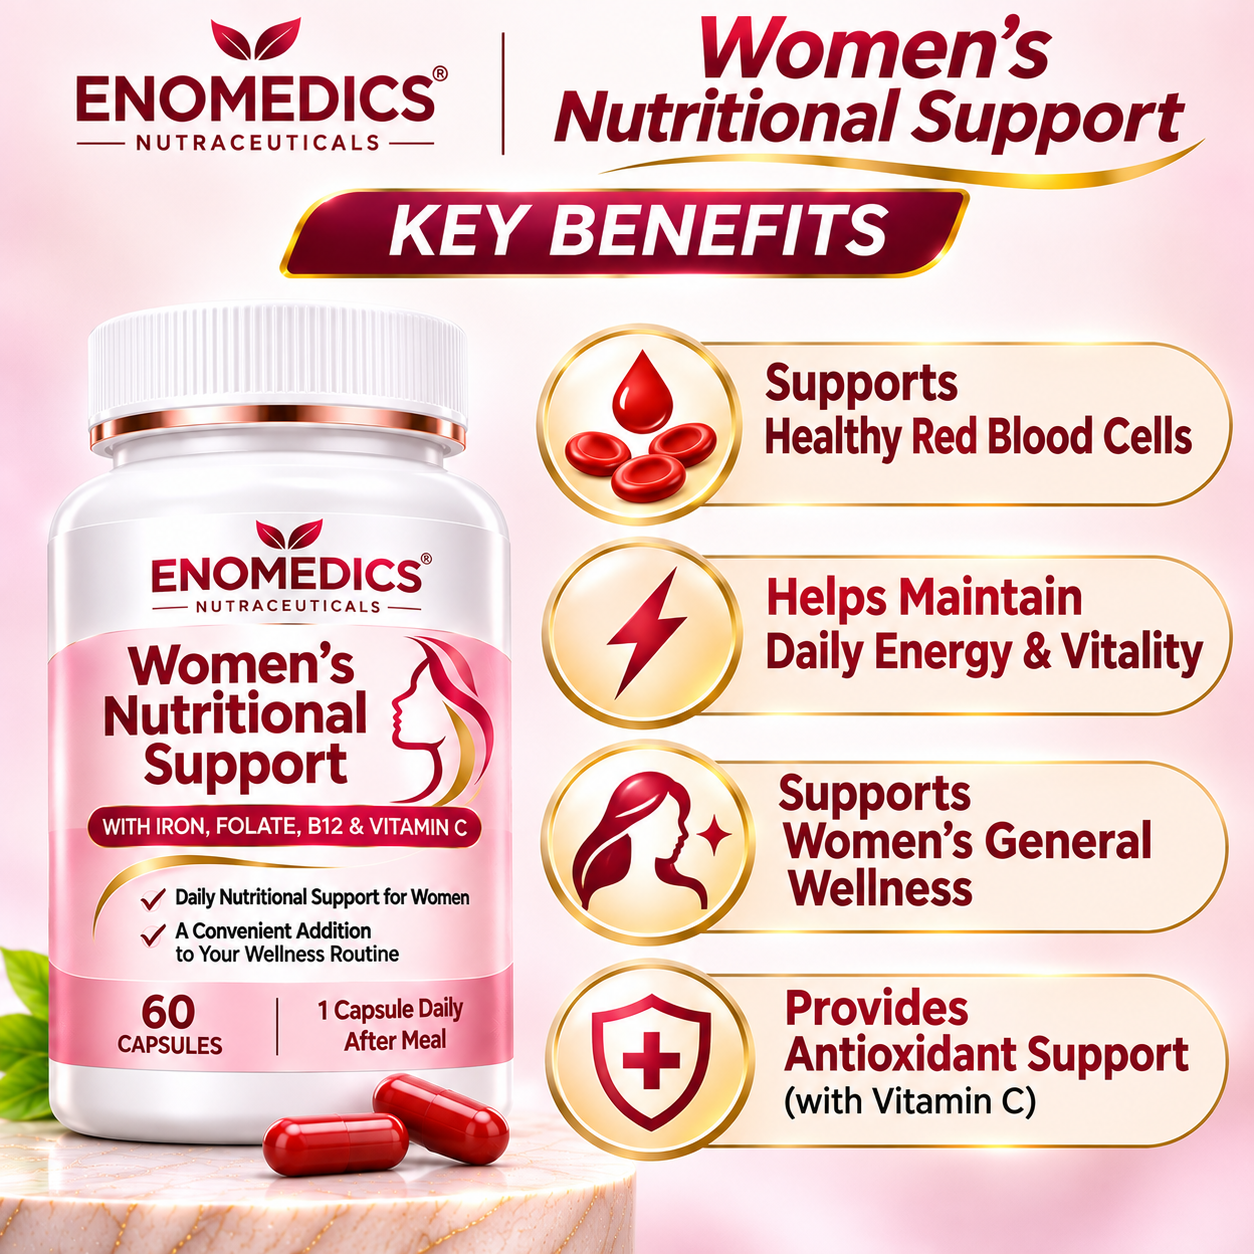 ENOMEDICS®
NUTRACEUTICALS
Women's
Nutritional Support
KEY BENEFITS
ENOMEDICS®
NUTRACEUTICALS
Women's
Nutritional
Support
WITH IRON, FOLATE, B12 & VITAMIN C
Daily Nutritional Support for Women
A Convenient Addition
to Your Wellness Routine
60
CAPSULES
1 Capsule Daily
After Meal
Supports
Healthy Red Blood Cells
Helps Maintain
Daily Energy & Vitality
Supports
Women's General
Wellness
Provides
Antioxidant Support
(with Vitamin C)